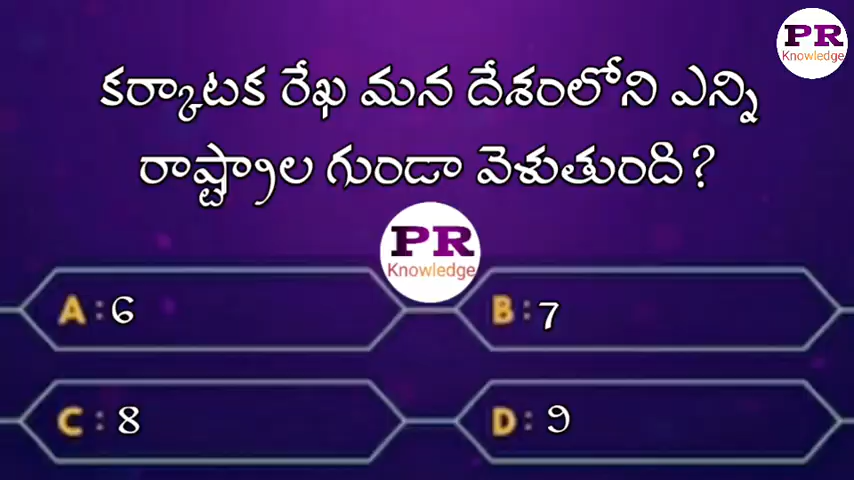 PR
Knowledge
కర్కాటక రేఖ మన దేశంలోని ఎన్ని
రాష్ట్రాల గుండా వెళుతుంది?
PR
Knowledge
A : 6
B : 7
C : 8
D : 9